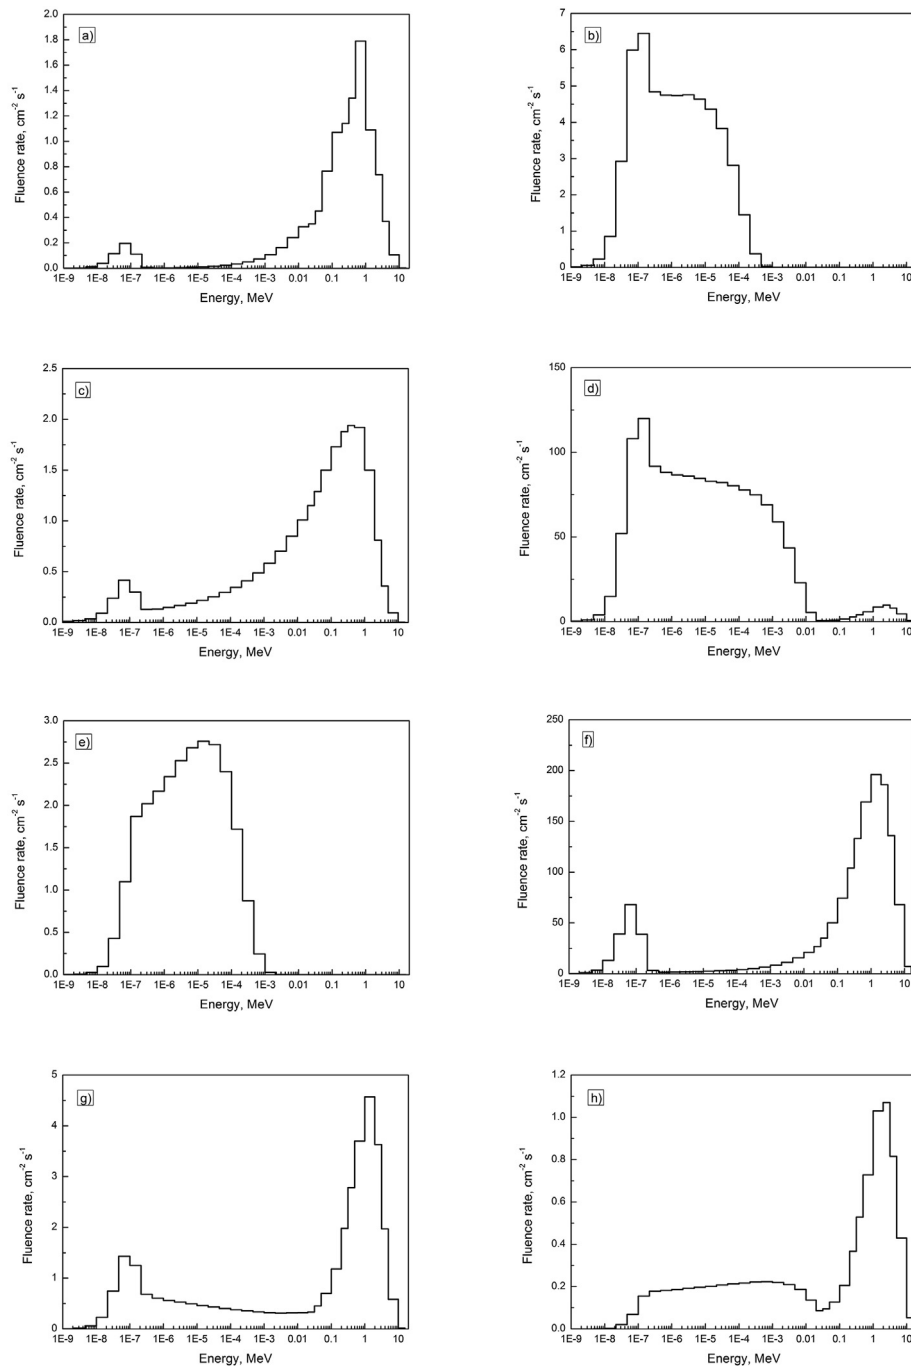 a)
Fluence rate, cm-2 s-1
2.0
1.8
1.6
1.4
1.2
1.0
0.8
0.6
0.4
0.2
0.0
1E-9 1E-8 1E-7 1E-6 1E-5 1E-4 1E-3 0.01 0.1 1 10
Energy, MeV
b)
Fluence rate, cm-2 s-1
7
6
5
4
3
2
1
0
1E-9 1E-8 1E-7 1E-6 1E-5 1E-4 1E-3 0.01 0.1 1 10
Energy, MeV
c)
Fluence rate, cm-2 s-1
2.5
2.0
1.5
1.0
0.5
0.0
1E-9 1E-8 1E-7 1E-6 1E-5 1E-4 1E-3 0.01 0.1 1 10
Energy, MeV
d)
Fluence rate, cm-2 s-1
150
100
50
0
1E-9 1E-8 1E-7 1E-6 1E-5 1E-4 1E-3 0.01 0.1 1 10
Energy, MeV
e)
Fluence rate, cm-2 s-1
3.0
2.5
2.0
1.5
1.0
0.5
0.0
1E-9 1E-8 1E-7 1E-6 1E-5 1E-4 1E-3 0.01 0.1 1 10
Energy, MeV
f)
Fluence rate, cm-2 s-1
250
200
150
100
50
0
1E-9 1E-8 1E-7 1E-6 1E-5 1E-4 1E-3 0.01 0.1 1 10
Energy, MeV
g)
Fluence rate, cm-2 s-1
5
4
3
2
1
0
1E-9 1E-8 1E-7 1E-6 1E-5 1E-4 1E-3 0.01 0.1 1 10
Energy, MeV
h)
Fluence rate, cm-2 s-1
1.2
1.0
0.8
0.6
0.4
0.2
0.0
1E-9 1E-8 1E-7 1E-6 1E-5 1E-4 1E-3 0.01 0.1 1 10
Energy, MeV